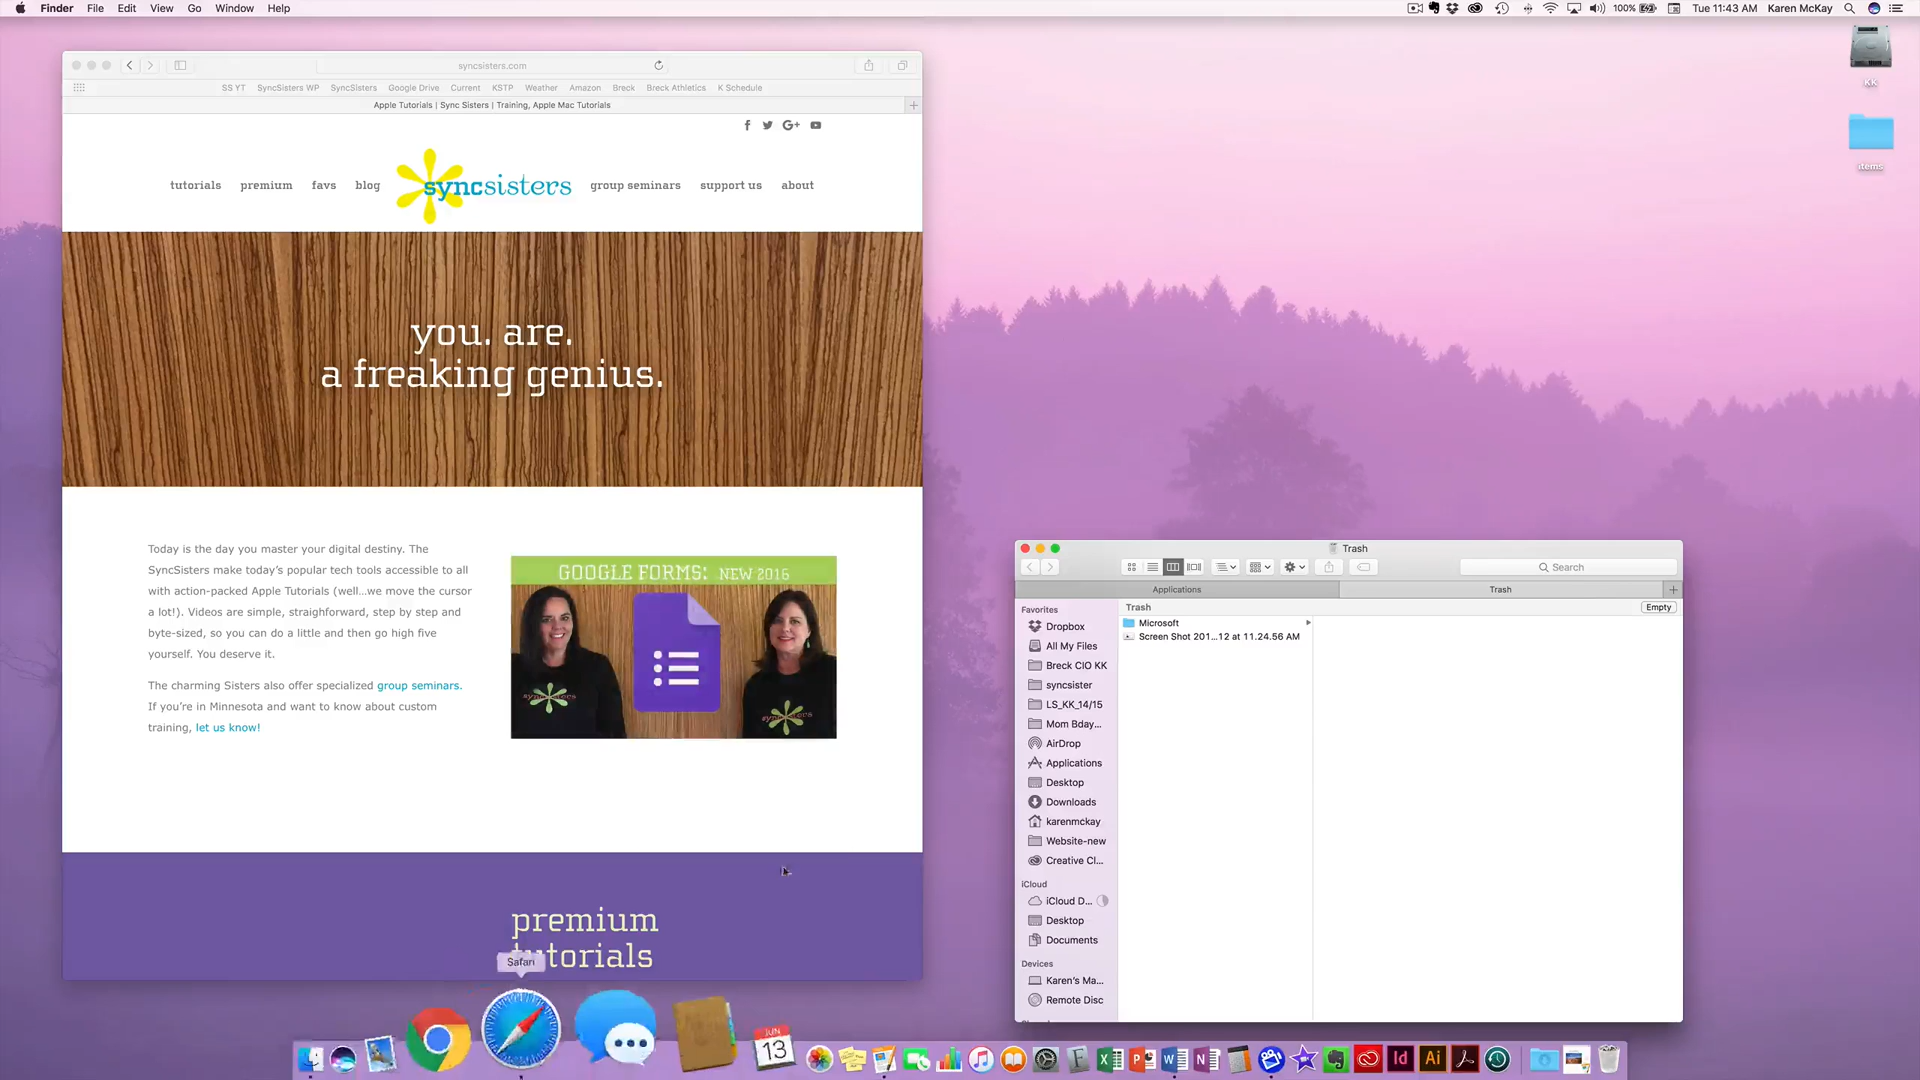 Finder File Edit View Go Window Help
100% Tue 11:43 AM Karen McKay
KK
items
syncsisters.com
SS YT SyncSisters WP SyncSisters Google Drive Current KSTP Weather Amazon Breck Breck Athletics K Schedule
Apple Tutorials | Sync Sisters | Training, Apple Mac Tutorials
tutorials premium favs blog syncsisters group seminars support us about
you. are.
a freaking genius.
Today is the day you master your digital destiny. The
SyncSisters make today's popular tech tools accessible to all
with action-packed Apple Tutorials (well...we move the cursor
a lot!). Videos are simple, straighforward, step by step and
byte-sized, so you can do a little and then go high five
yourself. You deserve it.
The charming Sisters also offer specialized group seminars.
If you're in Minnesota and want to know about custom
training, let us know!
GOOGLE FORMS: NEW 2016
premium
tutorials
Safari
Trash
Search
Applications Trash
Favorites
Dropbox
All My Files
Breck CIO KK
syncsister
LS_KK_14/15
Mom Bday...
AirDrop
Applications
Desktop
Downloads
karenmckay
Website-new
Creative Cl...
iCloud
iCloud D...
Desktop
Documents
Devices
Karen's Ma...
Remote Disc
Trash Empty
Microsoft
Screen Shot 201...12 at 11.24.56 AM
JUN
13
Id
Ai